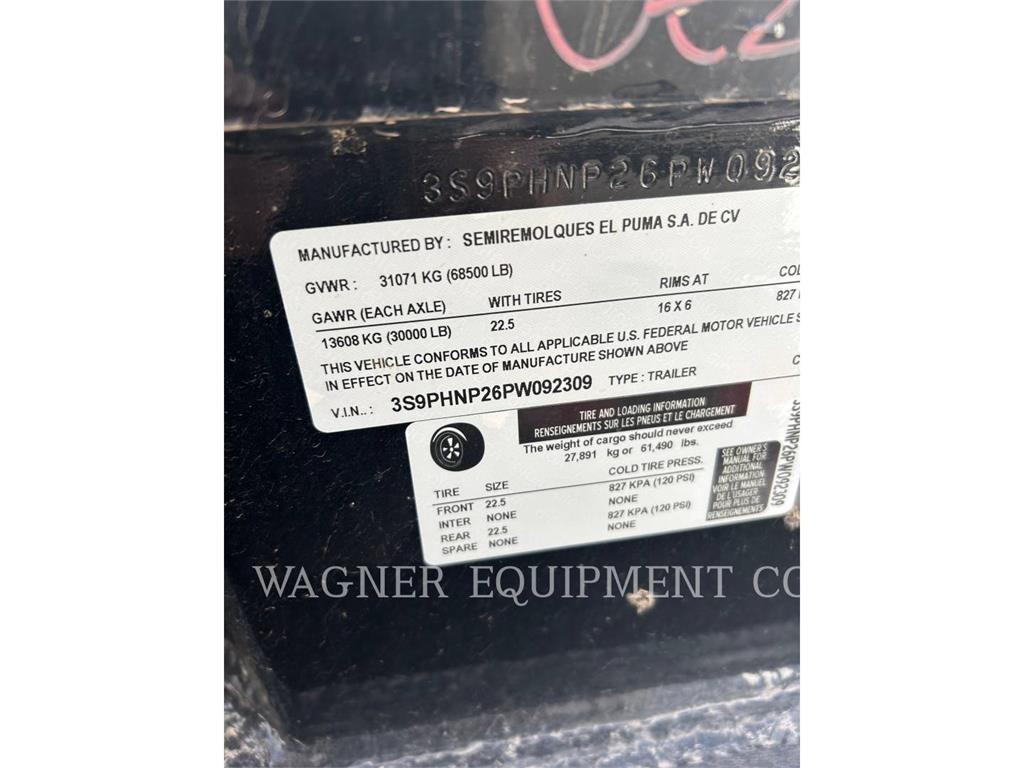 3S9PHNP26PW092
MANUFACTURED BY: SEMIREMOLQUES EL PUMA S.A. DE CV
GVWR: 31071 KG (68500 LB)
GAWR (EACH AXLE) WITH TIRES RIMS AT COL
13608 KG (30000 LB) 22.5 16 X 6 827
THIS VEHICLE CONFORMS TO ALL APPLICABLE U.S. FEDERAL MOTOR VEHICLE S
IN EFFECT ON THE DATE OF MANUFACTURE SHOWN ABOVE
V.I.N.: 3S9PHNP26PW092309 TYPE: TRAILER C
TIRE AND LOADING INFORMATION
RENSEIGNEMENTS SUR LES PNEUS ET LE CHARGEMENT
The weight of cargo should never exceed
27,891 kg or 61,490 lbs.
TIRE SIZE COLD TIRE PRESS.
FRONT 22.5 827 KPA (120 PSI)
INTER NONE NONE
REAR 22.5 827 KPA (120 PSI)
SPARE NONE NONE
SEE OWNER'S
MANUAL FOR
ADDITIONAL
INFORMATION
VOIR LE MANUEL
DE L'USAGER
POUR PLUS DE
RENSEIGNEMENTS
3S9PHNP26PW092309
WAGNER EQUIPMENT CO